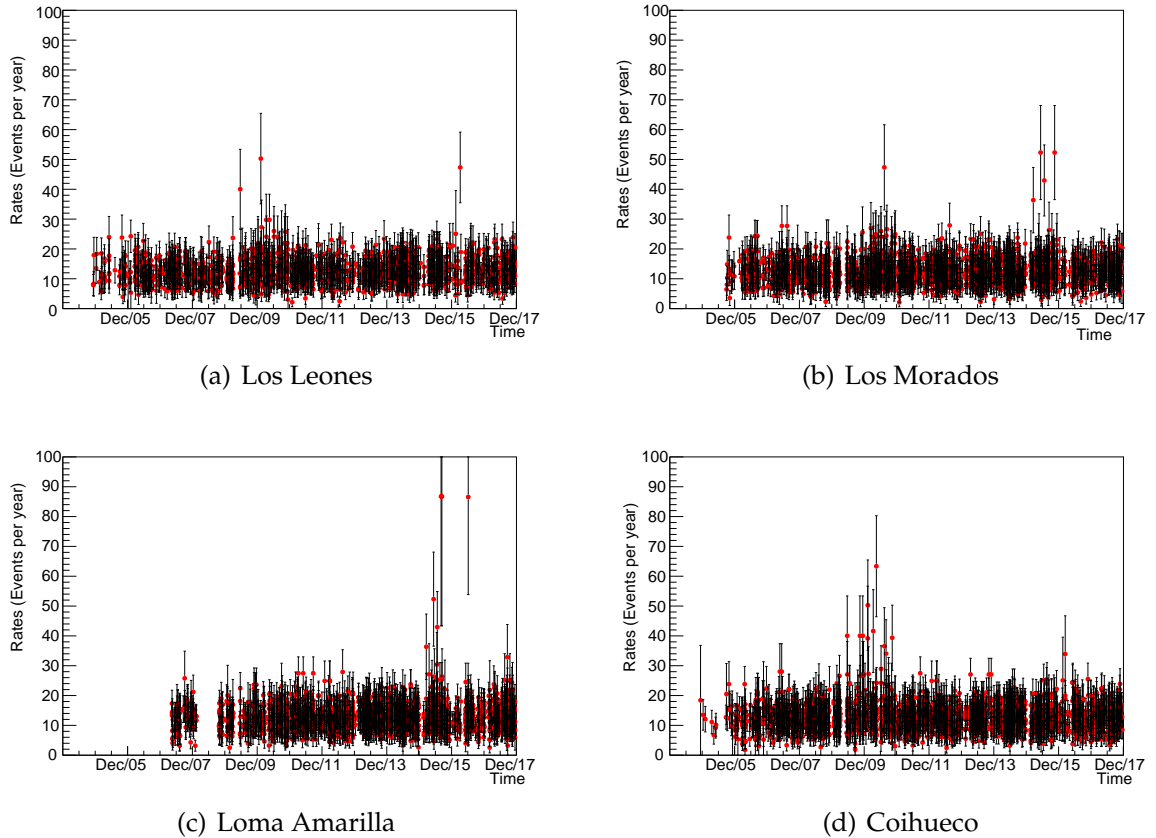 Rates (Events per year)
100
90
80
70
60
50
40
30
20
10
0
Dec/05 Dec/07 Dec/09 Dec/11 Dec/13 Dec/15 Dec/17
Time
(a) Los Leones
Rates (Events per year)
100
90
80
70
60
50
40
30
20
10
0
Dec/05 Dec/07 Dec/09 Dec/11 Dec/13 Dec/15 Dec/17
Time
(b) Los Morados
Rates (Events per year)
100
90
80
70
60
50
40
30
20
10
0
Dec/05 Dec/07 Dec/09 Dec/11 Dec/13 Dec/15 Dec/17
Time
(c) Loma Amarilla
Rates (Events per year)
100
90
80
70
60
50
40
30
20
10
0
Dec/05 Dec/07 Dec/09 Dec/11 Dec/13 Dec/15 Dec/17
Time
(d) Coihueco